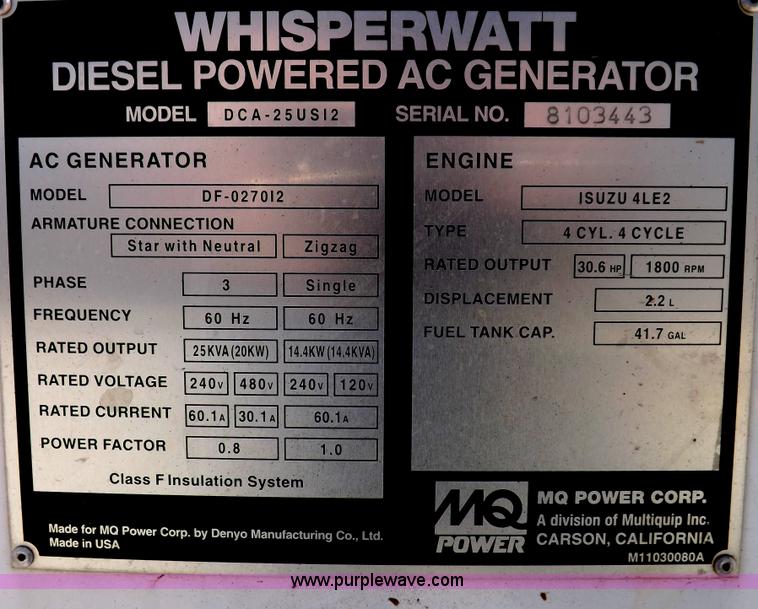 WHISPERWATT
DIESEL POWERED AC GENERATOR
MODEL DCA-25USI2 SERIAL NO. 8103443
AC GENERATOR
MODEL DF-0270I2
ARMATURE CONNECTION
Star with Neutral Zigzag
PHASE 3 Single
FREQUENCY 60 Hz 60 Hz
RATED OUTPUT 25KVA(20KW) 14.4KW(14.4KVA)
RATED VOLTAGE 240V 480V 240V 120V
RATED CURRENT 60.1A 30.1A 60.1A
POWER FACTOR 0.8 1.0
Class F Insulation System
ENGINE
MODEL ISUZU 4LE2
TYPE 4 CYL. 4 CYCLE
RATED OUTPUT 30.6 HP 1800 RPM
DISPLACEMENT 2.2 L
FUEL TANK CAP. 41.7 GAL
Made for MQ Power Corp. by Denyo Manufacturing Co., Ltd.
Made in USA
MQ
POWER
MQ POWER CORP.
A division of Multiquip Inc.
CARSON, CALIFORNIA
M11030080A
www.purplewave.com